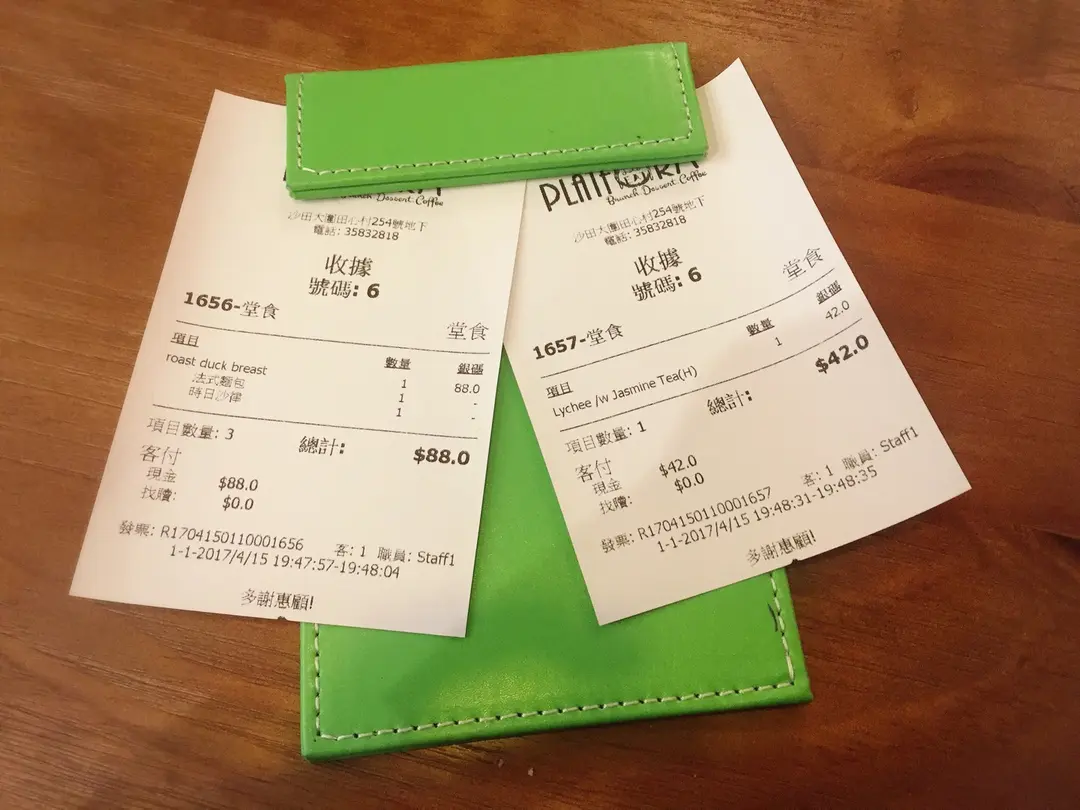 Brunch Dessert Coffee
沙田大圍田心村254號地下
電話: 35832818
收據
號碼: 6
1656-堂食
堂食
項目 數量 銀碼
roast duck breast 1 88.0
法式麵包 1 -
時日沙律 1 -
項目數量: 3 總計: $88.0
客付
現金 $88.0
找贖: $0.0
發票: R1704150110001656 客: 1 職員: Staff1
1-1-2017/4/15 19:47:57-19:48:04
多謝惠顧!
PLATFORM
Brunch Dessert Coffee
沙田大圍田心村254號地下
電話: 35832818
收據
號碼: 6
1657-堂食 堂食
項目 數量 銀碼
Lychee /w Jasmine Tea(H) 1 42.0
項目數量: 1 總計: $42.0
客付
現金 $42.0
找贖: $0.0
發票: R1704150110001657 客: 1 職員: Staff1
1-1-2017/4/15 19:48:31-19:48:35
多謝惠顧!